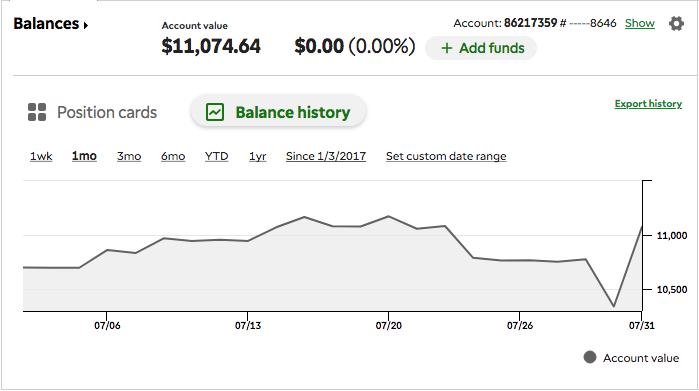 Balances
Account value
$11,074.64
$0.00 (0.00%)
+ Add funds
Account: 86217359 # -----8646 Show
Position cards
Balance history
Export history
1wk 1mo 3mo 6mo YTD 1yr Since 1/3/2017 Set custom date range
11,000
10,500
07/06 07/13 07/20 07/26 07/31
Account value